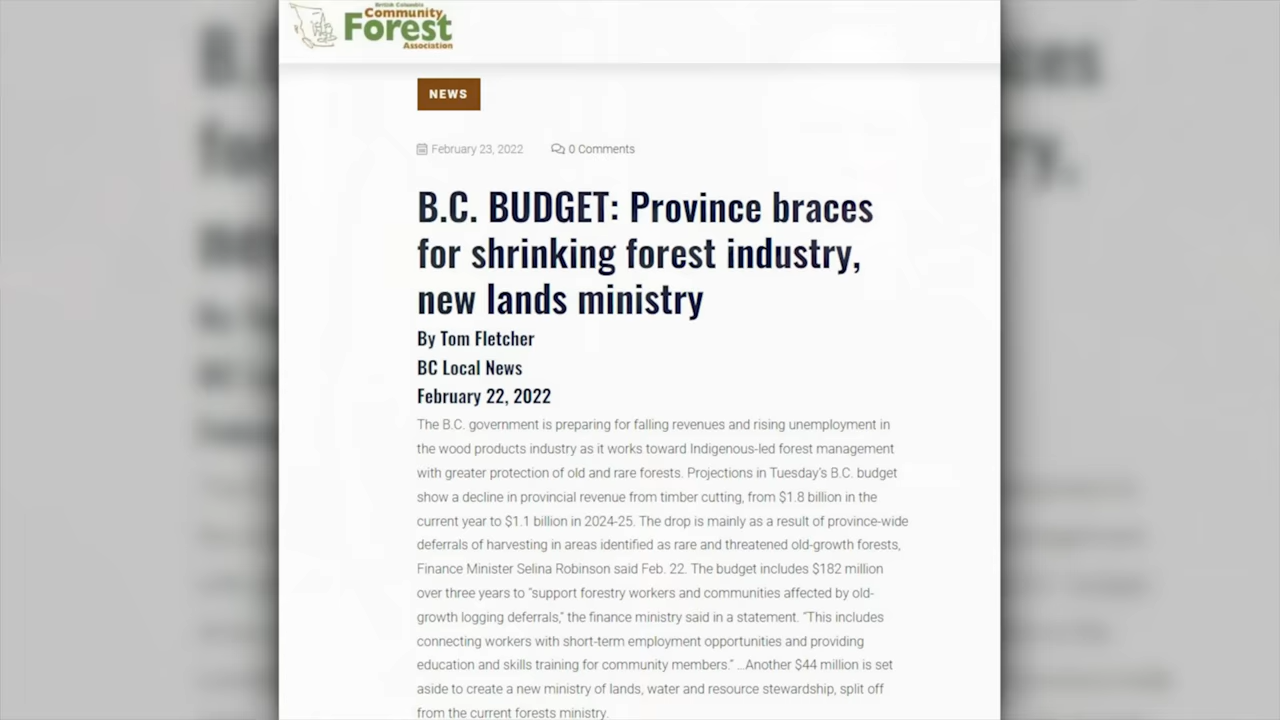 British Columbia
Community
Forest
Association
NEWS
February 23, 2022
0 Comments
B.C. BUDGET: Province braces
for shrinking forest industry,
new lands ministry
By Tom Fletcher
BC Local News
February 22, 2022
The B.C. government is preparing for falling revenues and rising unemployment in
the wood products industry as it works toward Indigenous-led forest management
with greater protection of old and rare forests. Projections in Tuesday's B.C. budget
show a decline in provincial revenue from timber cutting, from $1.8 billion in the
current year to $1.1 billion in 2024-25. The drop is mainly as a result of province-wide
deferrals of harvesting in areas identified as rare and threatened old-growth forests,
Finance Minister Selina Robinson said Feb. 22. The budget includes $182 million
over three years to "support forestry workers and communities affected by old-
growth logging deferrals," the finance ministry said in a statement. "This includes
connecting workers with short-term employment opportunities and providing
education and skills training for community members." …Another $44 million is set
aside to create a new ministry of lands, water and resource stewardship, split off
from the current forests ministry.